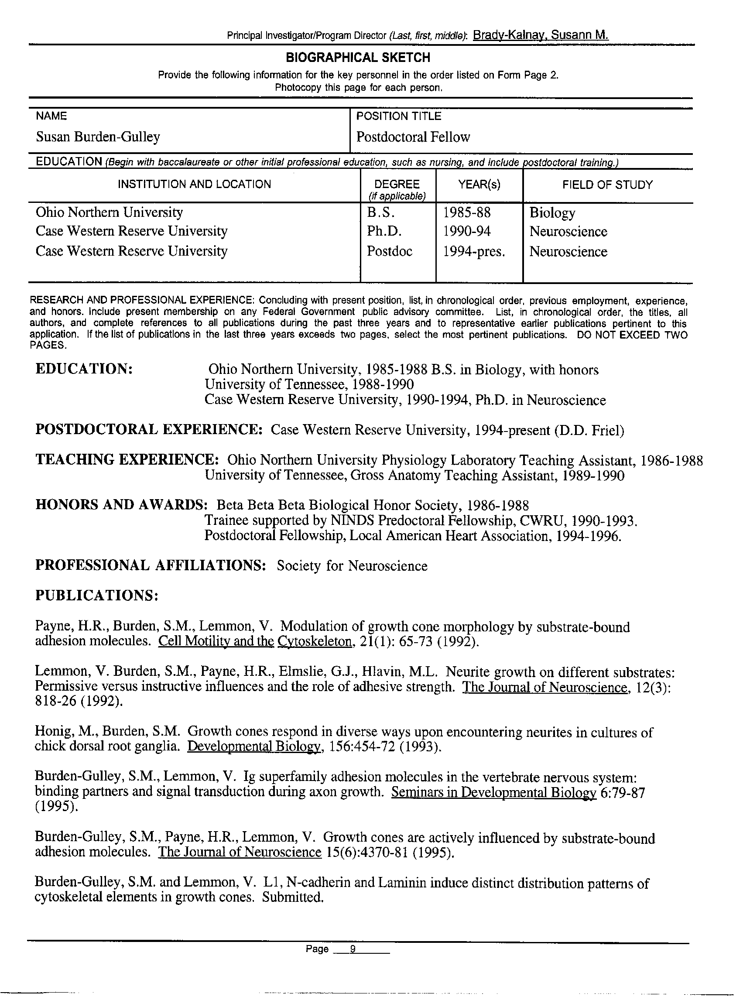 Principal Investigator/Program Director (Last, first, middle): Brady-Kalnay, Susann M.
BIOGRAPHICAL SKETCH
Provide the following information for the key personnel in the order listed on Form Page 2.
Photocopy this page for each person.
NAME POSITION TITLE
Susan Burden-Gulley Postdoctoral Fellow
EDUCATION (Begin with baccalaureate or other initial professional education, such as nursing, and include postdoctoral training.)
INSTITUTION AND LOCATION DEGREE (if applicable) YEAR(s) FIELD OF STUDY
Ohio Northern University B.S. 1985-88 Biology
Case Western Reserve University Ph.D. 1990-94 Neuroscience
Case Western Reserve University Postdoc 1994-pres. Neuroscience
RESEARCH AND PROFESSIONAL EXPERIENCE: Concluding with present position, list, in chronological order, previous employment, experience,
and honors. Include present membership on any Federal Government public advisory committee. List, in chronological order, the titles, all
authors, and complete references to all publications during the past three years and to representative earlier publications pertinent to this
application. If the list of publications in the last three years exceeds two pages, select the most pertinent publications. DO NOT EXCEED TWO
PAGES.
EDUCATION: Ohio Northern University, 1985-1988 B.S. in Biology, with honors
University of Tennessee, 1988-1990
Case Western Reserve University, 1990-1994, Ph.D. in Neuroscience
POSTDOCTORAL EXPERIENCE: Case Western Reserve University, 1994-present (D.D. Friel)
TEACHING EXPERIENCE: Ohio Northern University Physiology Laboratory Teaching Assistant, 1986-1988
University of Tennessee, Gross Anatomy Teaching Assistant, 1989-1990
HONORS AND AWARDS: Beta Beta Beta Biological Honor Society, 1986-1988
Trainee supported by NINDS Predoctoral Fellowship, CWRU, 1990-1993.
Postdoctoral Fellowship, Local American Heart Association, 1994-1996.
PROFESSIONAL AFFILIATIONS: Society for Neuroscience
PUBLICATIONS:
Payne, H.R., Burden, S.M., Lemmon, V. Modulation of growth cone morphology by substrate-bound
adhesion molecules. Cell Motility and the Cytoskeleton, 21(1): 65-73 (1992).
Lemmon, V. Burden, S.M., Payne, H.R., Elmslie, G.J., Hlavin, M.L. Neurite growth on different substrates:
Permissive versus instructive influences and the role of adhesive strength. The Journal of Neuroscience, 12(3):
818-26 (1992).
Honig, M., Burden, S.M. Growth cones respond in diverse ways upon encountering neurites in cultures of
chick dorsal root ganglia. Developmental Biology, 156:454-72 (1993).
Burden-Gulley, S.M., Lemmon, V. Ig superfamily adhesion molecules in the vertebrate nervous system:
binding partners and signal transduction during axon growth. Seminars in Developmental Biology 6:79-87
(1995).
Burden-Gulley, S.M., Payne, H.R., Lemmon, V. Growth cones are actively influenced by substrate-bound
adhesion molecules. The Journal of Neuroscience 15(6):4370-81 (1995).
Burden-Gulley, S.M. and Lemmon, V. L1, N-cadherin and Laminin induce distinct distribution patterns of
cytoskeletal elements in growth cones. Submitted.
Page 9